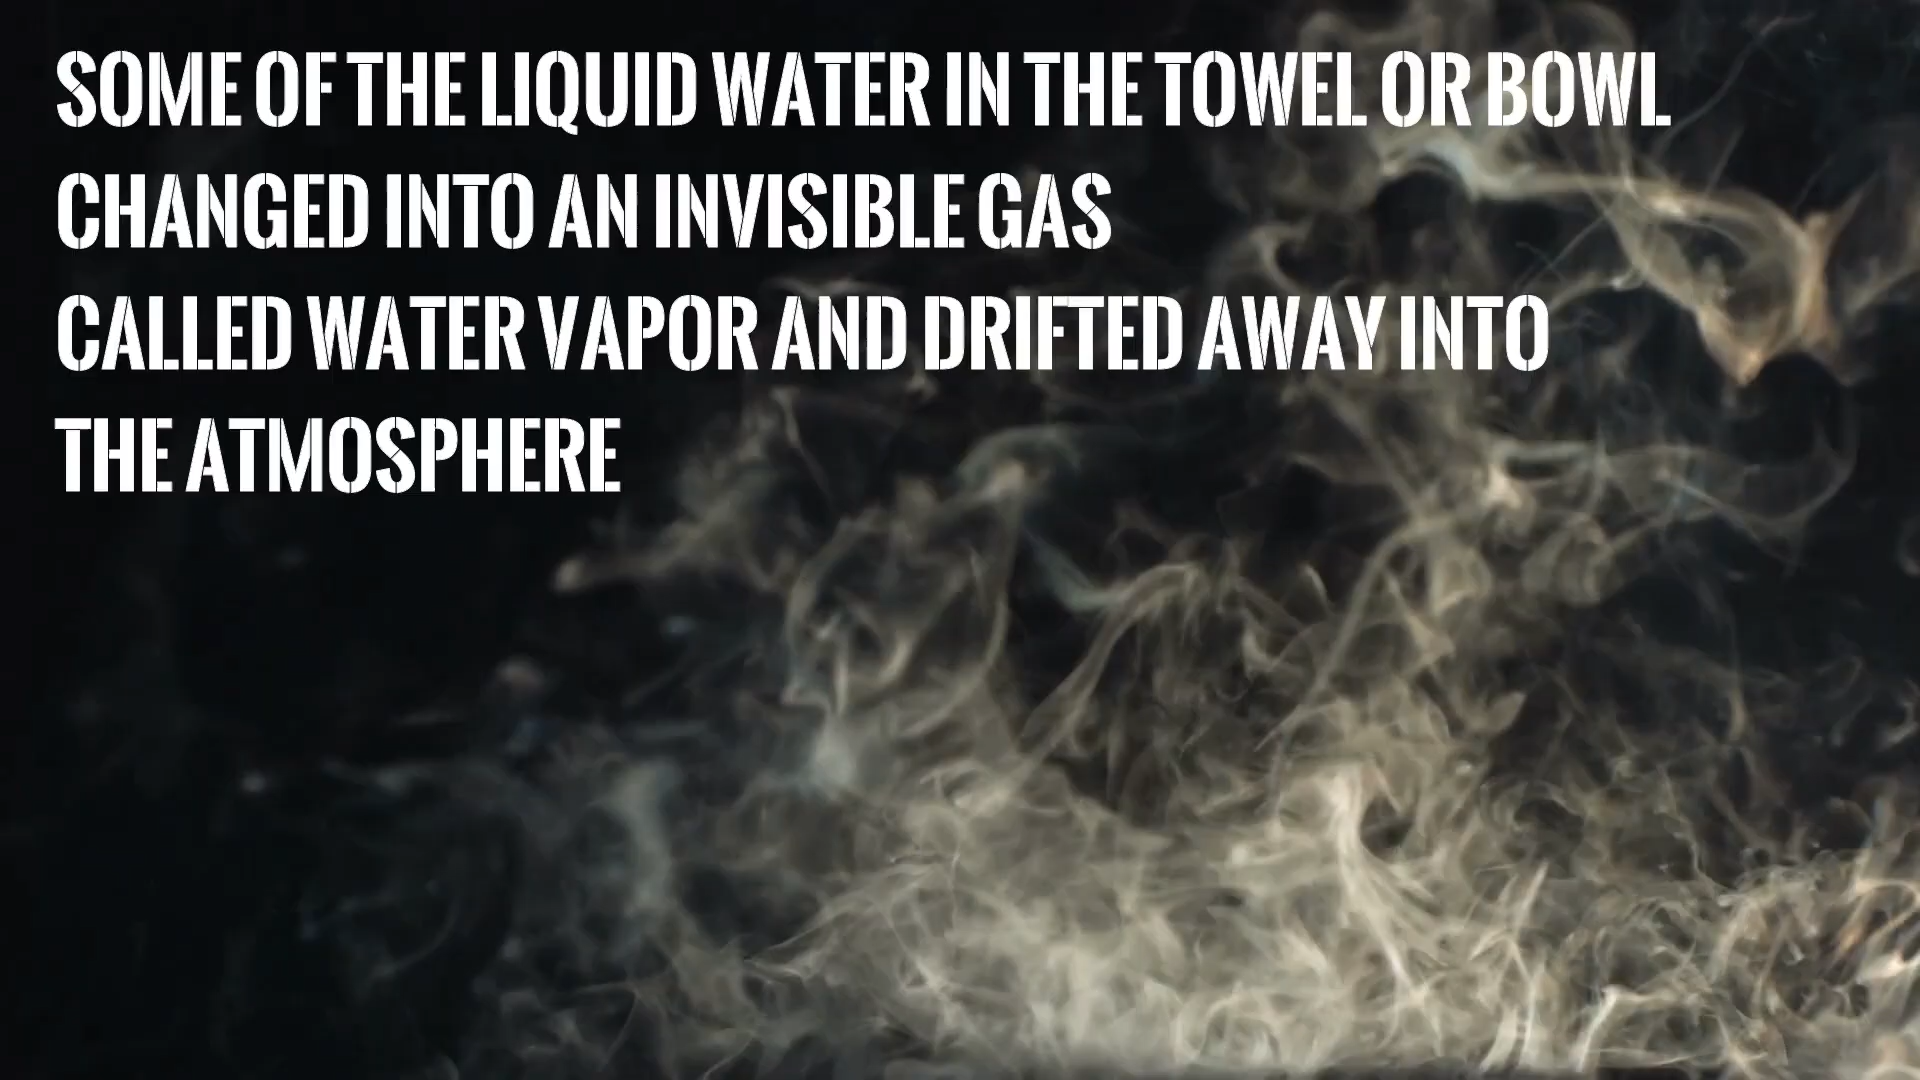 SOME OF THE LIQUID WATER IN THE TOWEL OR BOWL
CHANGED INTO AN INVISIBLE GAS
CALLED WATER VAPOR AND DRIFTED AWAY INTO
THE ATMOSPHERE